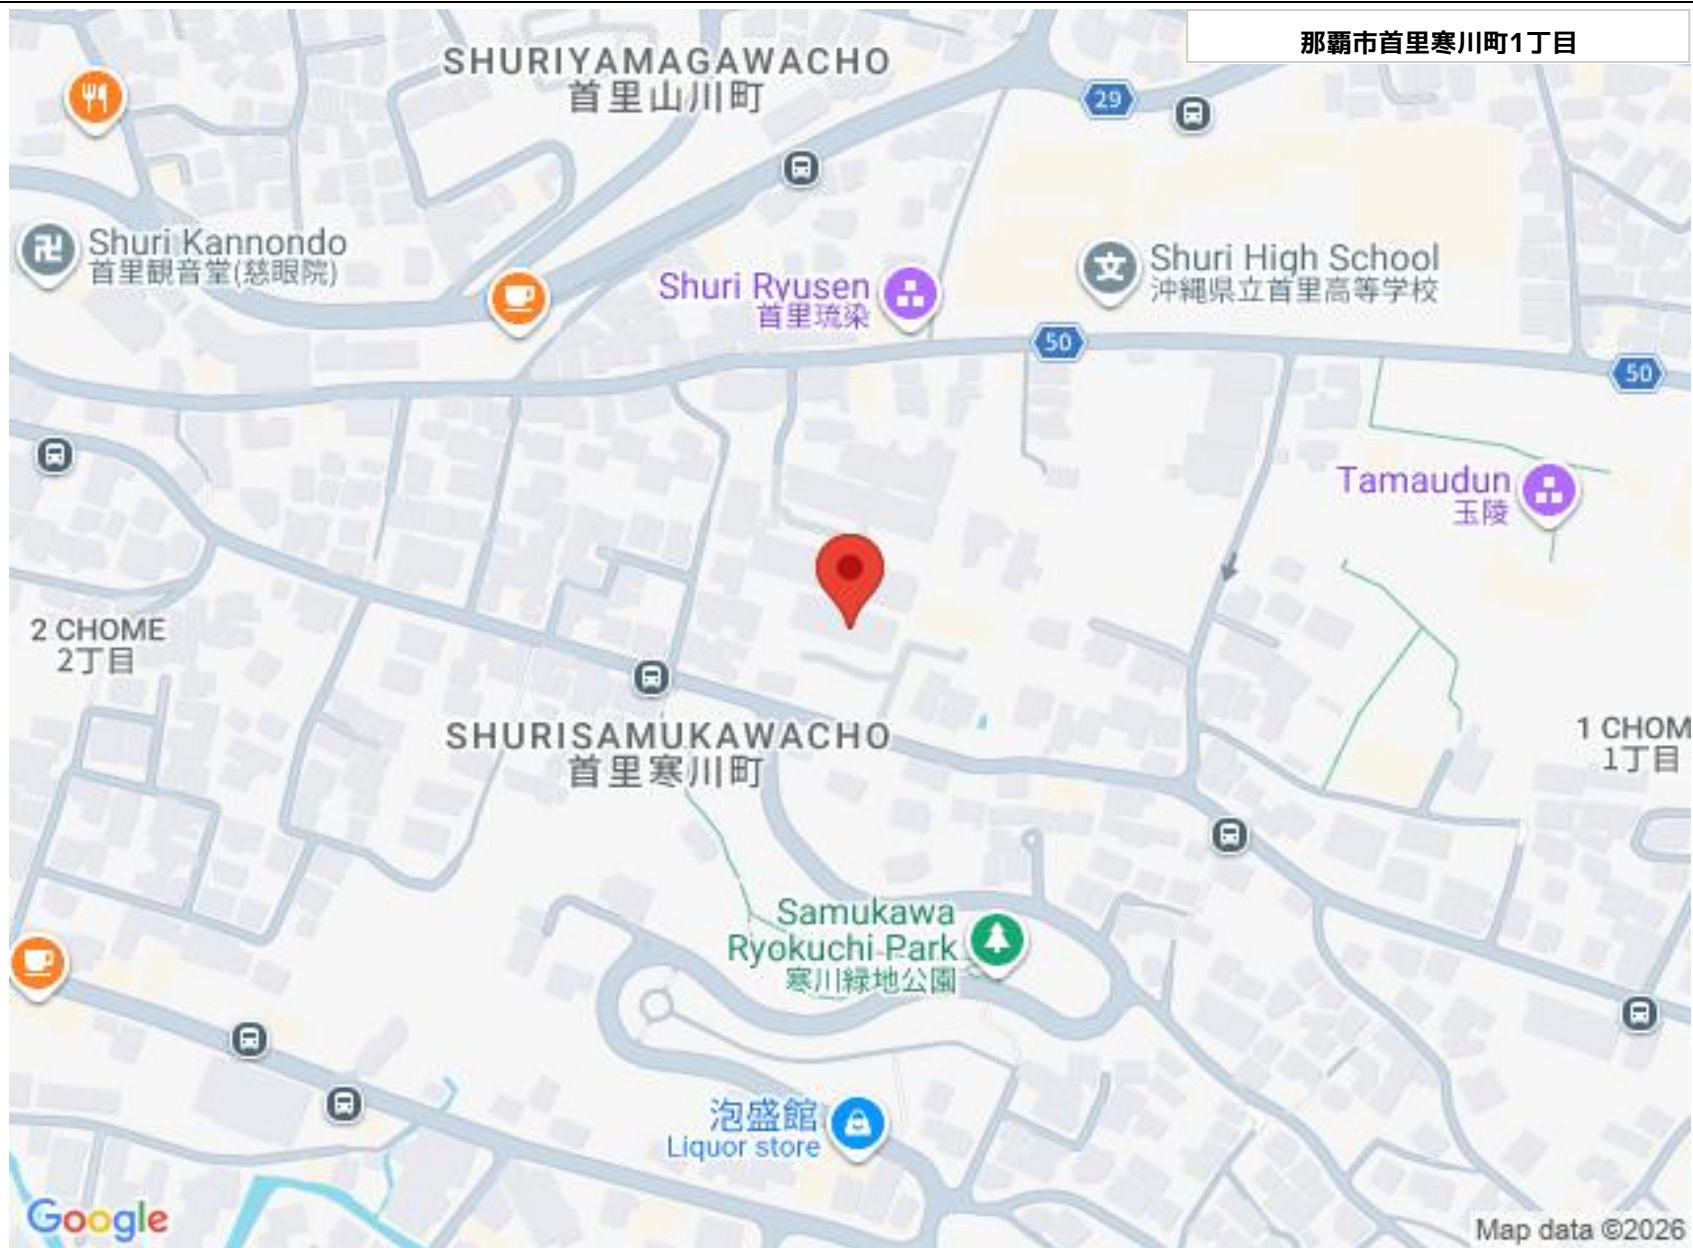 那覇市首里寒川町1丁目
SHURIYAMAGAWACHO
首里山川町
29
Shuri Kannondo
首里観音堂(慈眼院)
Shuri Ryusen
首里琉染
文
Shuri High School
沖縄県立首里高等学校
50
50
Tamaudun
玉陵
2 CHOME
2丁目
SHURISAMUKAWACHO
首里寒川町
1 CHOM
1丁目
Samukawa
Ryokuchi Park
寒川緑地公園
泡盛館
Liquor store
Google
Map data ©2026